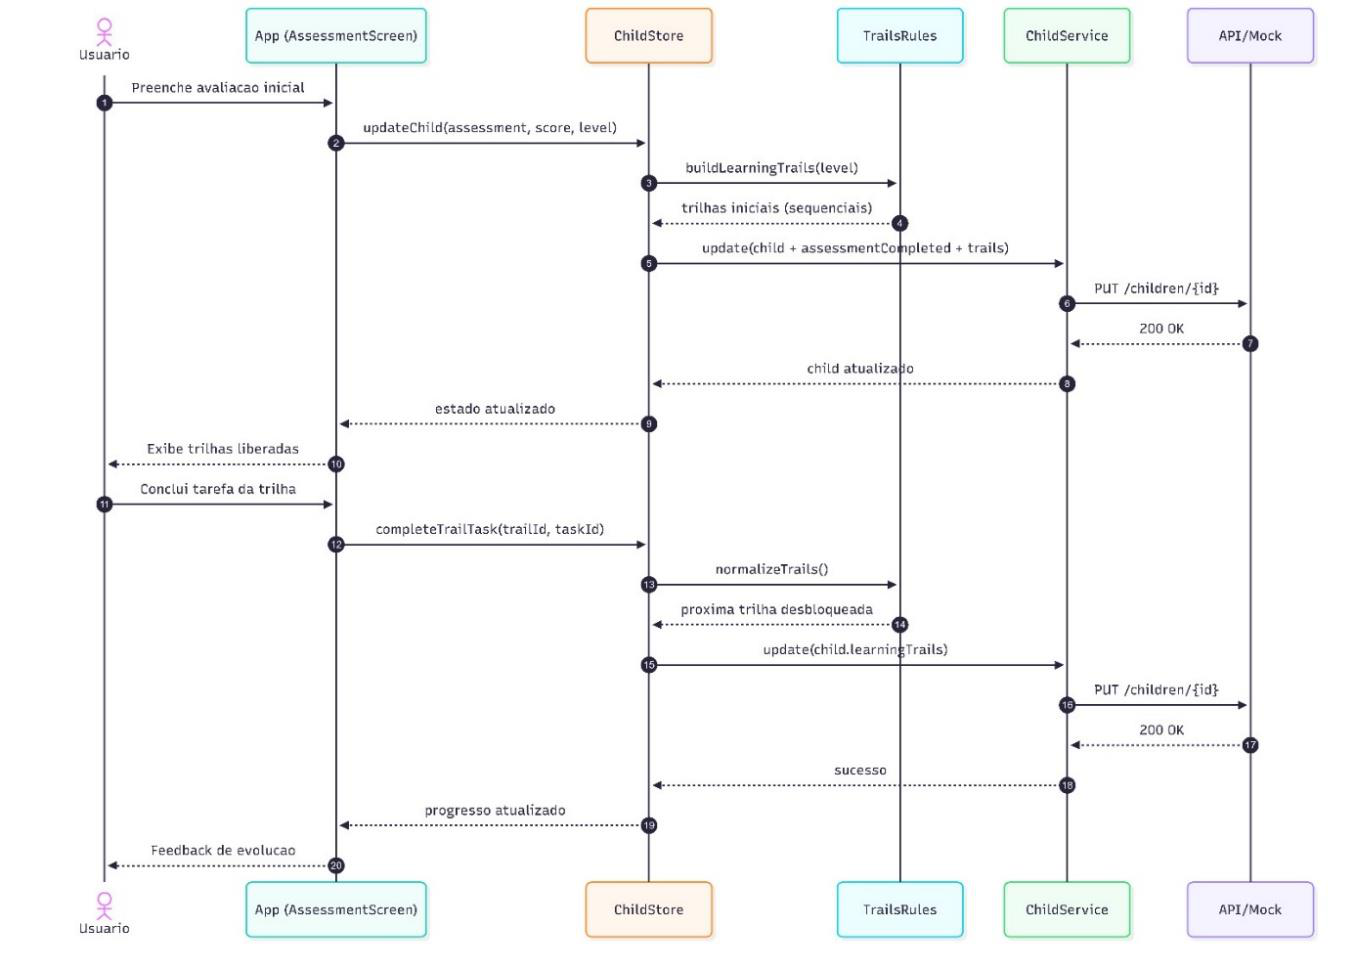 Usuario
App (AssessmentScreen)
ChildStore
TrailsRules
ChildService
API/Mock
1
Preenche avaliacao inicial
2
updateChild(assessment, score, level)
3
buildLearningTrails(level)
trilhas iniciais (sequenciais)
4
5
update(child + assessmentCompleted + trails)
6
PUT /children/{id}
200 OK
7
child atualizado
8
estado atualizado
9
Exibe trilhas liberadas
10
11
Conclui tarefa da trilha
12
completeTrailTask(trailId, taskId)
13
normalizeTrails()
proxima trilha desbloqueada
14
15
update(child.learningTrails)
16
PUT /children/{id}
200 OK
17
sucesso
18
progresso atualizado
19
Feedback de evolucao
20
Usuario
App (AssessmentScreen)
ChildStore
TrailsRules
ChildService
API/Mock